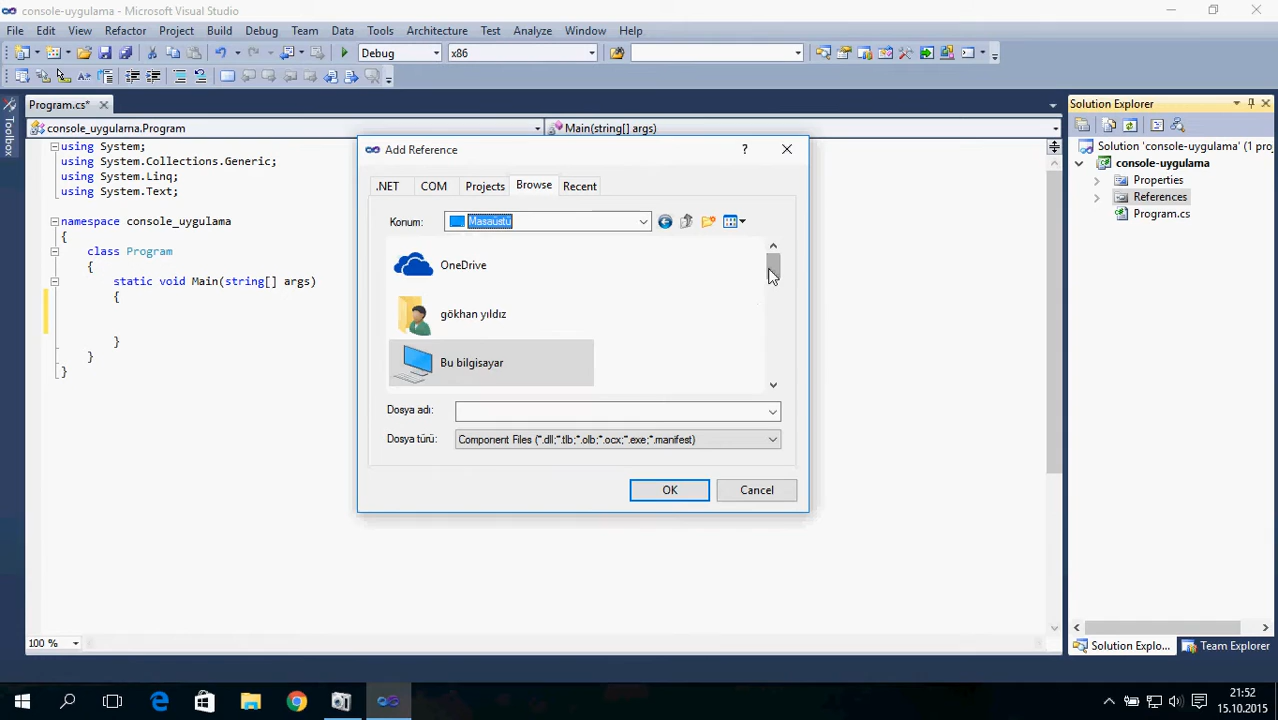 console-uygulama - Microsoft Visual Studio
File Edit View Refactor Project Build Debug Team Data Tools Architecture Test Analyze Window Help
Debug x86
Program.cs*
Solution Explorer
Toolbox
console_uygulama.Program
Main(string[] args)
using System;
using System.Collections.Generic;
using System.Linq;
using System.Text;
namespace console_uygulama
{
class Program
{
static void Main(string[] args)
{
}
}
}
Add Reference
.NET COM Projects Browse Recent
Konum: Masaüstü
OneDrive
gökhan yıldız
Bu bilgisayar
Dosya adı:
Dosya türü: Component Files (*.dll;*.tlb;*.olb;*.ocx;*.exe;*.manifest)
OK Cancel
Solution 'console-uygulama' (1 proj
console-uygulama
Properties
References
Program.cs
100 %
Solution Explo... Team Explorer
21:52
15.10.2015